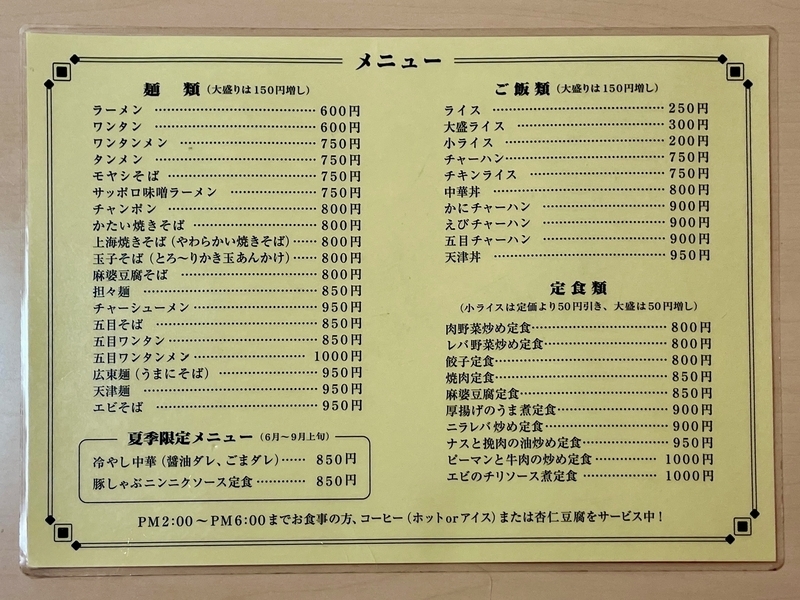 メニュー
麺類(大盛りは150円増し)
ラーメン 600円
ワンタン 600円
ワンタンメン 750円
タンメン 750円
モヤシそば 750円
サッポロ味噌ラーメン 750円
チャンポン 800円
かたい焼きそば 800円
上海焼きそば(やわらかい焼きそば) 800円
玉子そば(とろ〜りかき玉あんかけ) 800円
麻婆豆腐そば 800円
担々麺 850円
チャーシューメン 950円
五目そば 850円
五目ワンタン 850円
五目ワンタンメン 1000円
広東麺(うまにそば) 950円
天津麺 950円
エビそば 950円
夏季限定メニュー(6月〜9月上旬)
冷やし中華(醤油ダレ、ごまダレ) 850円
豚しゃぶニンニクソース定食 850円
ご飯類(大盛りは150円増し)
ライス 250円
大盛ライス 300円
小ライス 200円
チャーハン 750円
チキンライス 750円
中華丼 800円
かにチャーハン 900円
えびチャーハン 900円
五目チャーハン 900円
天津丼 950円
定食類
(小ライスは定価より50円引き、大盛は50円増し)
肉野菜炒め定食 800円
レバ野菜炒め定食 800円
餃子定食 800円
焼肉定食 850円
麻婆豆腐定食 850円
厚揚げのうま煮定食 900円
ニラレバ炒め定食 900円
ナスと挽肉の油炒め定食 950円
ピーマンと牛肉の炒め定食 1000円
エビのチリソース煮定食 1000円
PM2:00〜PM6:00までお食事の方、コーヒー(ホットorアイス)または杏仁豆腐をサービス中!